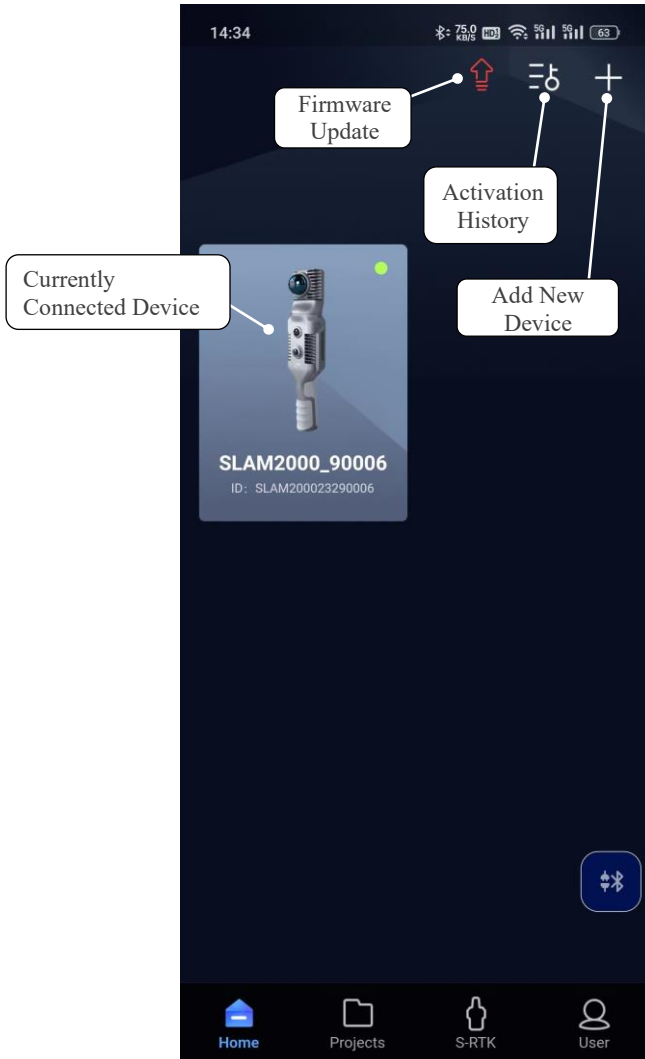 14:34
75.0 KB/S HD2 5G 5G 63
Firmware
Update
Activation
History
Currently
Connected Device
Add New
Device
SLAM2000_90006
ID: SLAM200023290006
Home
Projects
S-RTK
User